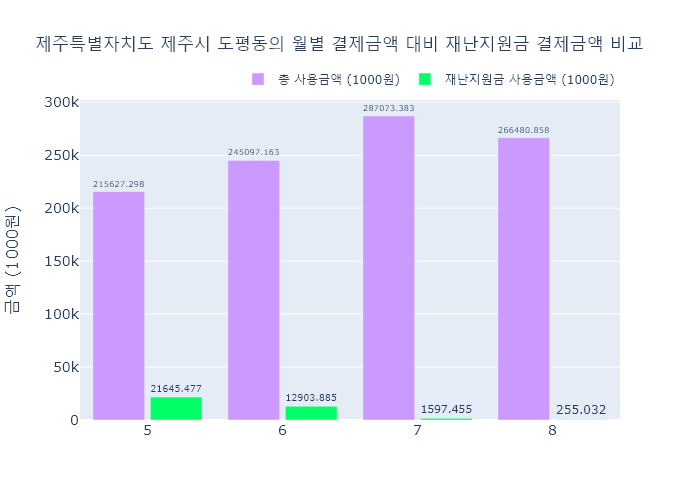 제주특별자치도 제주시 도평동의 월별 결제금액 대비 재난지원금 결제금액 비교
총 사용금액 (1000원) 재난지원금 사용금액 (1000원)
금액 (1000원)
300k
250k
200k
150k
100k
50k
0
215627.298
21645.477
245097.163
12903.885
287073.383
1597.455
266480.858
255.032
5 6 7 8